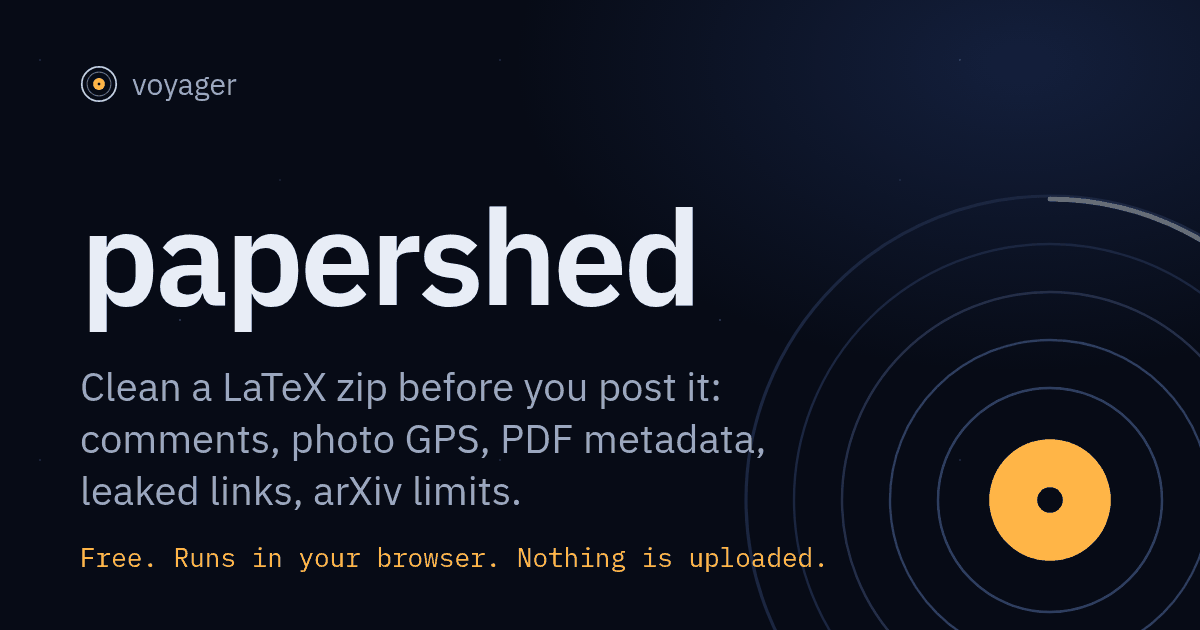 voyager
papershed
Clean a LaTeX zip before you post it:
comments, photo GPS, PDF metadata,
leaked links, arXiv limits.
Free. Runs in your browser. Nothing is uploaded.